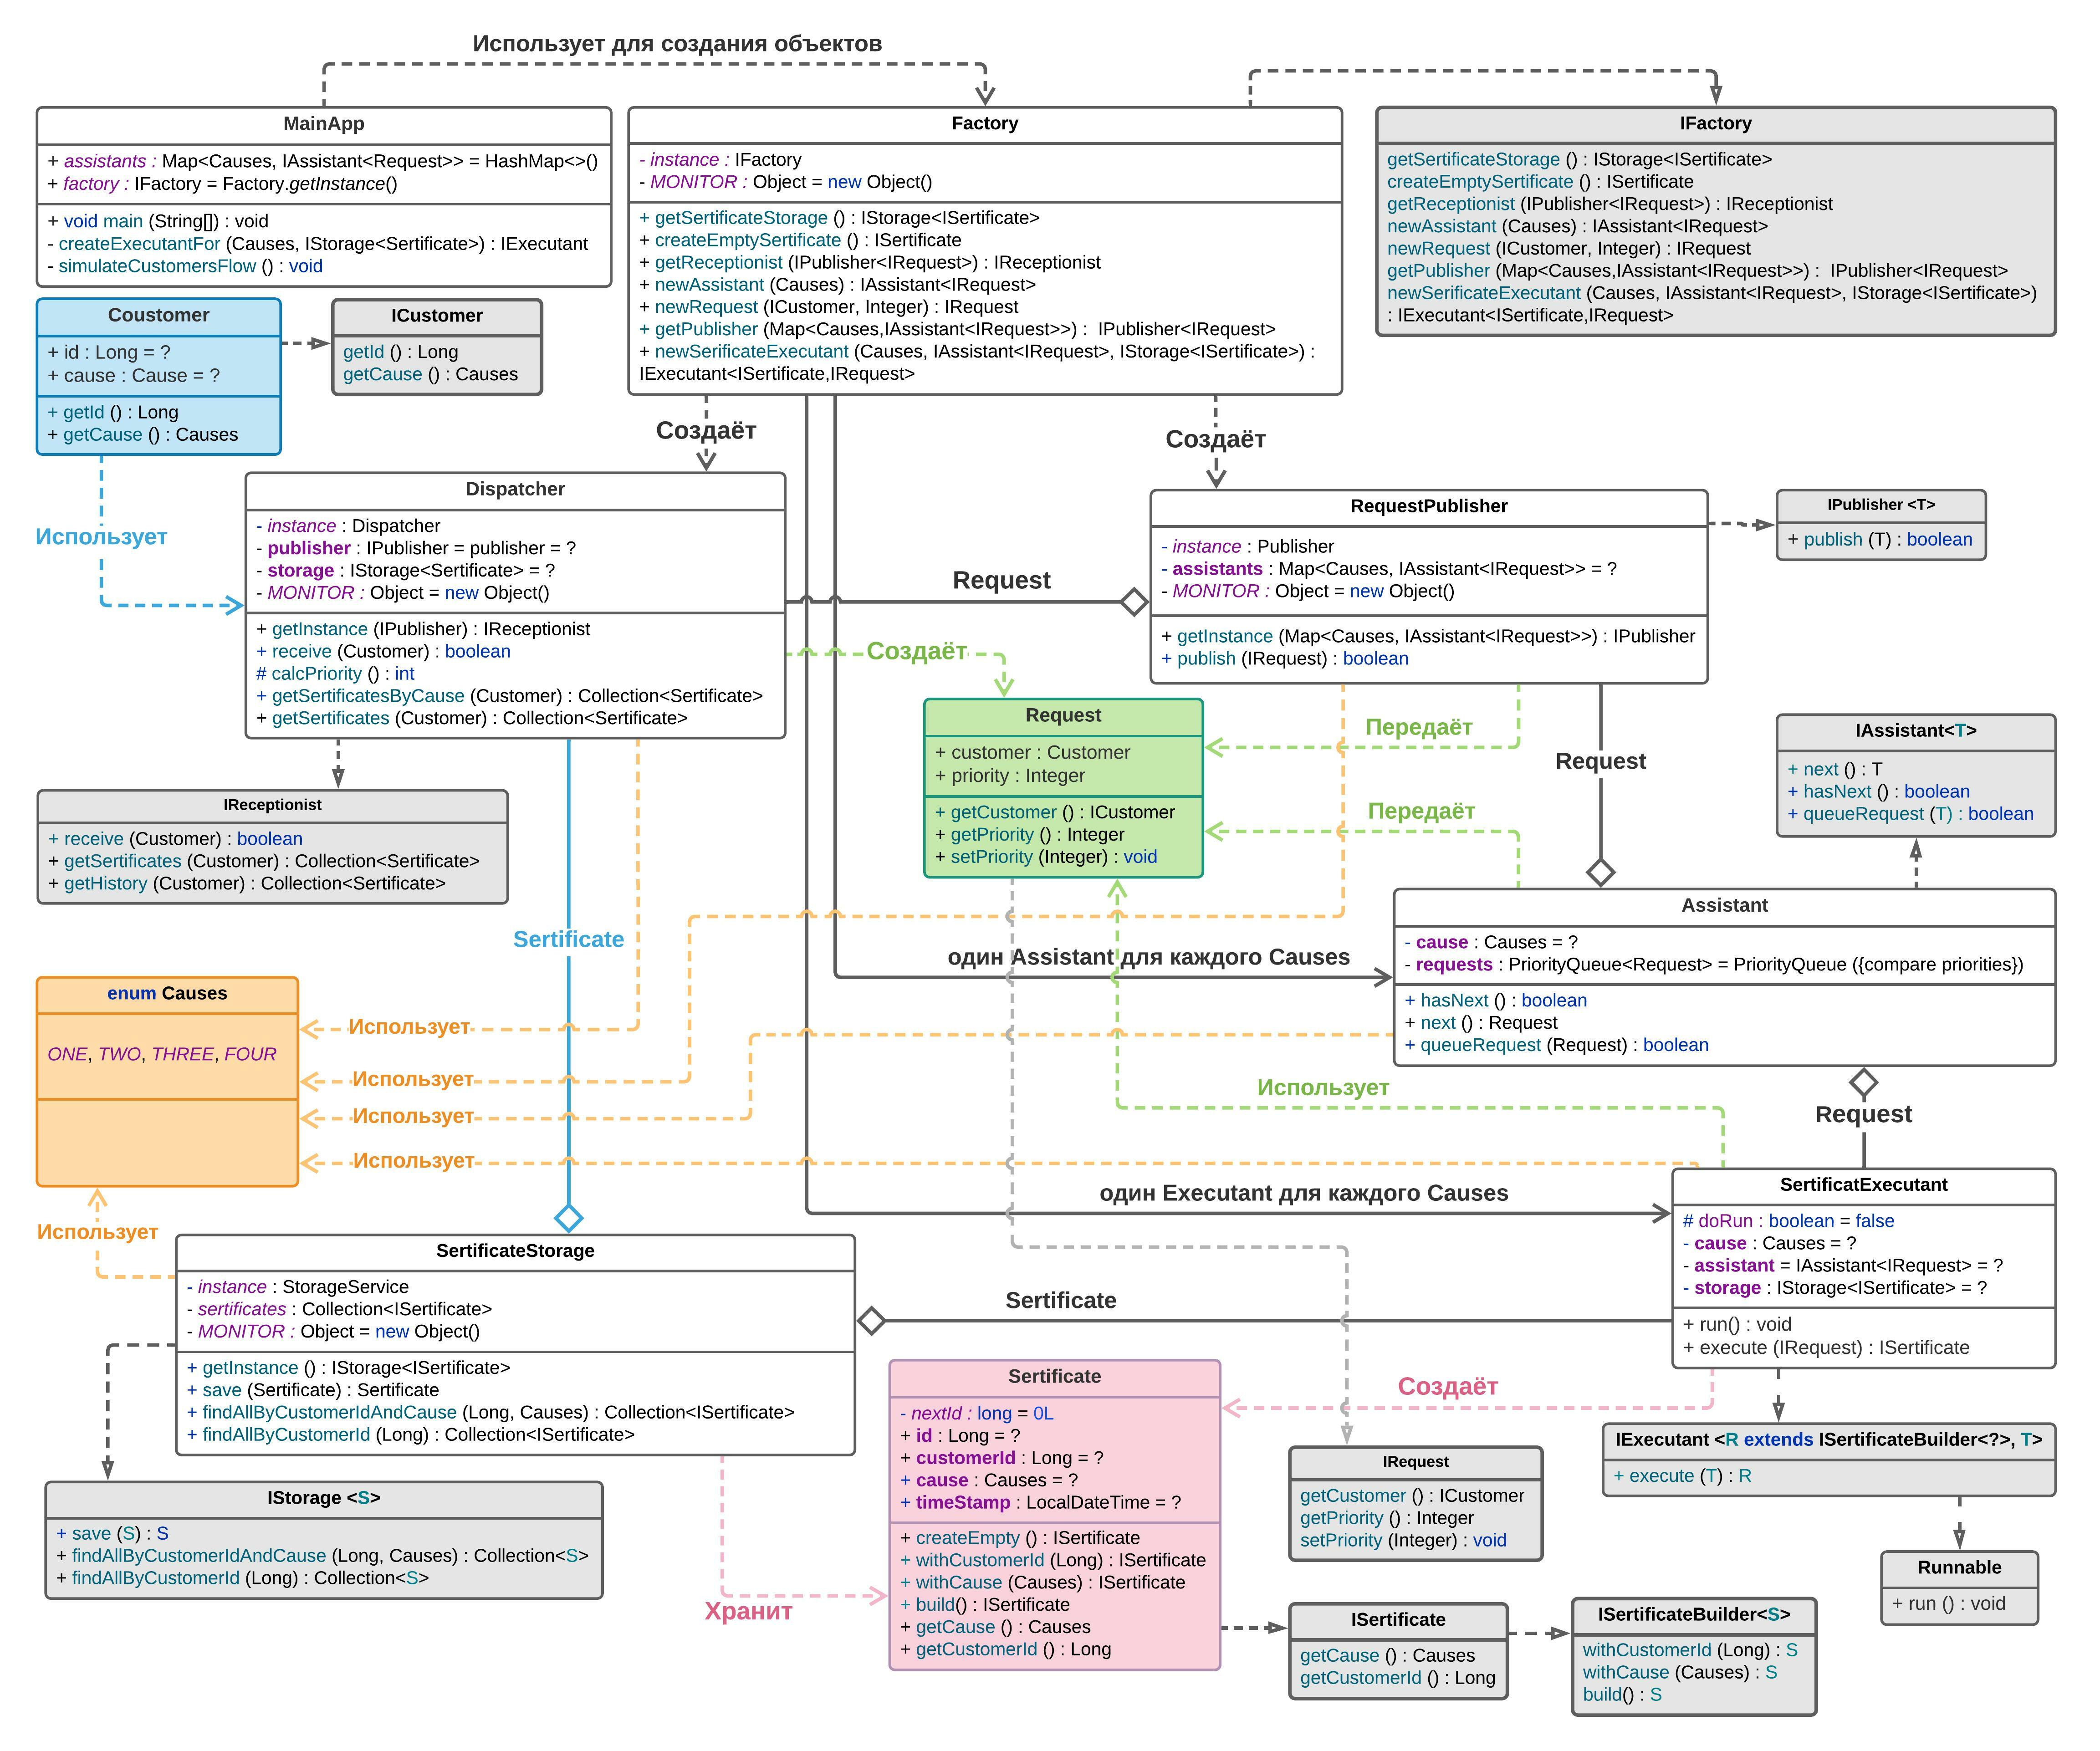 Использует для создания объектов
MainApp
+ assistants : Map<Causes, IAssistant<Request>> = HashMap<>()
+ factory : IFactory = Factory.getInstance()
+ void main (String[]) : void
- createExecutantFor (Causes, IStorage<Sertificate>) : IExecutant
- simulateCustomersFlow () : void
Factory
- instance : IFactory
- MONITOR : Object = new Object()
+ getSertificateStorage () : IStorage<ISertificate>
+ createEmptySertificate () : ISertificate
+ getReceptionist (IPublisher<IRequest>) : IReceptionist
+ newAssistant (Causes) : IAssistant<IRequest>
+ newRequest (ICustomer, Integer) : IRequest
+ getPublisher (Map<Causes,IAssistant<IRequest>>) : IPublisher<IRequest>
+ newSerificateExecutant (Causes, IAssistant<IRequest>, IStorage<ISertificate>) :
IExecutant<ISertificate,IRequest>
IFactory
getSertificateStorage () : IStorage<ISertificate>
createEmptySertificate () : ISertificate
getReceptionist (IPublisher<IRequest>) : IReceptionist
newAssistant (Causes) : IAssistant<IRequest>
newRequest (ICustomer, Integer) : IRequest
getPublisher (Map<Causes,IAssistant<IRequest>>) : IPublisher<IRequest>
newSerificateExecutant (Causes, IAssistant<IRequest>, IStorage<ISertificate>)
: IExecutant<ISertificate,IRequest>
Coustomer
+ id : Long = ?
+ cause : Cause = ?
+ getId () : Long
+ getCause () : Causes
ICustomer
getId () : Long
getCause () : Causes
Создаёт
Создаёт
Использует
Dispatcher
- instance : Dispatcher
- publisher : IPublisher = publisher = ?
- storage : IStorage<Sertificate> = ?
- MONITOR : Object = new Object()
+ getInstance (IPublisher) : IReceptionist
+ receive (Customer) : boolean
# calcPriority () : int
+ getSertificatesByCause (Customer) : Collection<Sertificate>
+ getSertificates (Customer) : Collection<Sertificate>
Request
RequestPublisher
- instance : Publisher
- assistants : Map<Causes, IAssistant<IRequest>> = ?
- MONITOR : Object = new Object()
+ getInstance (Map<Causes, IAssistant<IRequest>>) : IPublisher
+ publish (IRequest) : boolean
IPublisher <T>
+ publish (T) : boolean
Создаёт
Request
+ customer : Customer
+ priority : Integer
+ getCustomer () : ICustomer
+ getPriority () : Integer
+ setPriority (Integer) : void
Передаёт
Передаёт
Request
IAssistant<T>
+ next () : T
+ hasNext () : boolean
+ queueRequest (T) : boolean
IReceptionist
+ receive (Customer) : boolean
+ getSertificates (Customer) : Collection<Sertificate>
+ getHistory (Customer) : Collection<Sertificate>
Sertificate
один Assistant для каждого Causes
Assistant
- cause : Causes = ?
- requests : PriorityQueue<Request> = PriorityQueue ({compare priorities})
+ hasNext () : boolean
+ next () : Request
+ queueRequest (Request) : boolean
enum Causes
ONE, TWO, THREE, FOUR
Использует
Использует
Использует
Использует
Использует
Использует
Request
один Executant для каждого Causes
SertificatExecutant
# doRun : boolean = false
- cause : Causes = ?
- assistant = IAssistant<IRequest> = ?
- storage : IStorage<ISertificate> = ?
+ run() : void
+ execute (IRequest) : ISertificate
SertificateStorage
- instance : StorageService
- sertificates : Collection<ISertificate>
- MONITOR : Object = new Object()
+ getInstance () : IStorage<ISertificate>
+ save (Sertificate) : Sertificate
+ findAllByCustomerIdAndCause (Long, Causes) : Collection<ISertificate>
+ findAllByCustomerId (Long) : Collection<ISertificate>
Sertificate
Создаёт
Sertificate
- nextId : long = 0L
+ id : Long = ?
+ customerId : Long = ?
+ cause : Causes = ?
+ timeStamp : LocalDateTime = ?
+ createEmpty () : ISertificate
+ withCustomerId (Long) : ISertificate
+ withCause (Causes) : ISertificate
+ build() : ISertificate
+ getCause () : Causes
+ getCustomerId () : Long
IExecutant <R extends ISertificateBuilder<?>, T>
+ execute (T) : R
IRequest
getCustomer () : ICustomer
getPriority () : Integer
setPriority (Integer) : void
IStorage <S>
+ save (S) : S
+ findAllByCustomerIdAndCause (Long, Causes) : Collection<S>
+ findAllByCustomerId (Long) : Collection<S>
Хранит
Runnable
+ run () : void
ISertificate
getCause () : Causes
getCustomerId () : Long
ISertificateBuilder<S>
withCustomerId (Long) : S
withCause (Causes) : S
build() : S